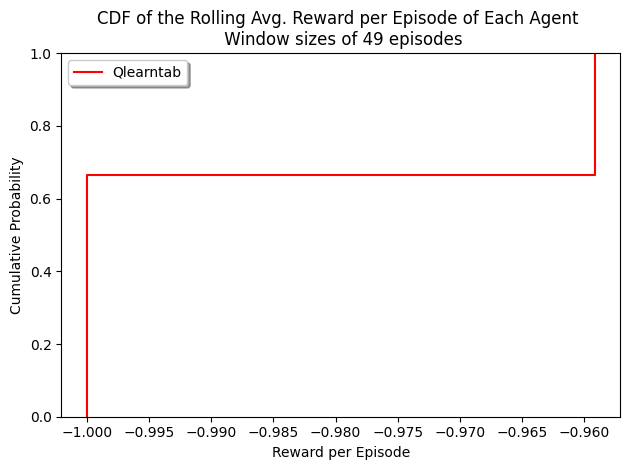 CDF of the Rolling Avg. Reward per Episode of Each Agent
Window sizes of 49 episodes
Qlearntab
Cumulative Probability
1.0
0.8
0.6
0.4
0.2
0.0
−1.000 −0.995 −0.990 −0.985 −0.980 −0.975 −0.970 −0.965 −0.960
Reward per Episode